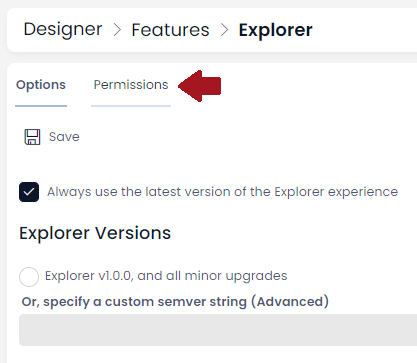 Designer > Features > Explorer
Options Permissions
Save
Always use the latest version of the Explorer experience
Explorer Versions
Explorer v1.0.0, and all minor upgrades
Or, specify a custom semver string (Advanced)